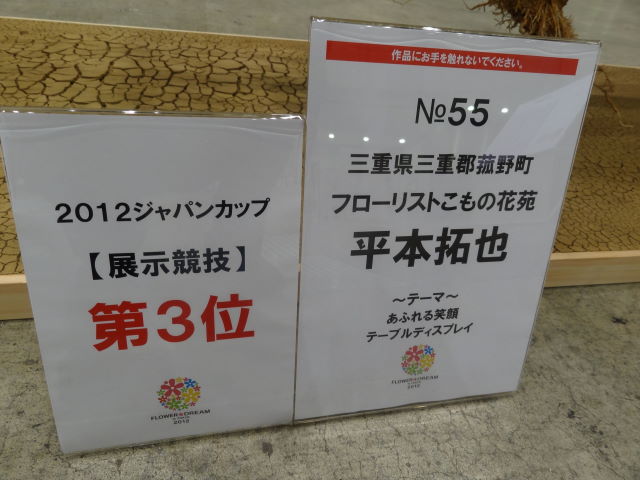 2012ジャパンカップ
【展示競技】
第3位
FLOWER DREAM
2012
作品にお手を触れないでください。
№55
三重県三重郡菰野町
フローリストこもの花苑
平本拓也
～テーマ～
あふれる笑顔
テーブルディスプレイ
FLOWER DREAM
2012